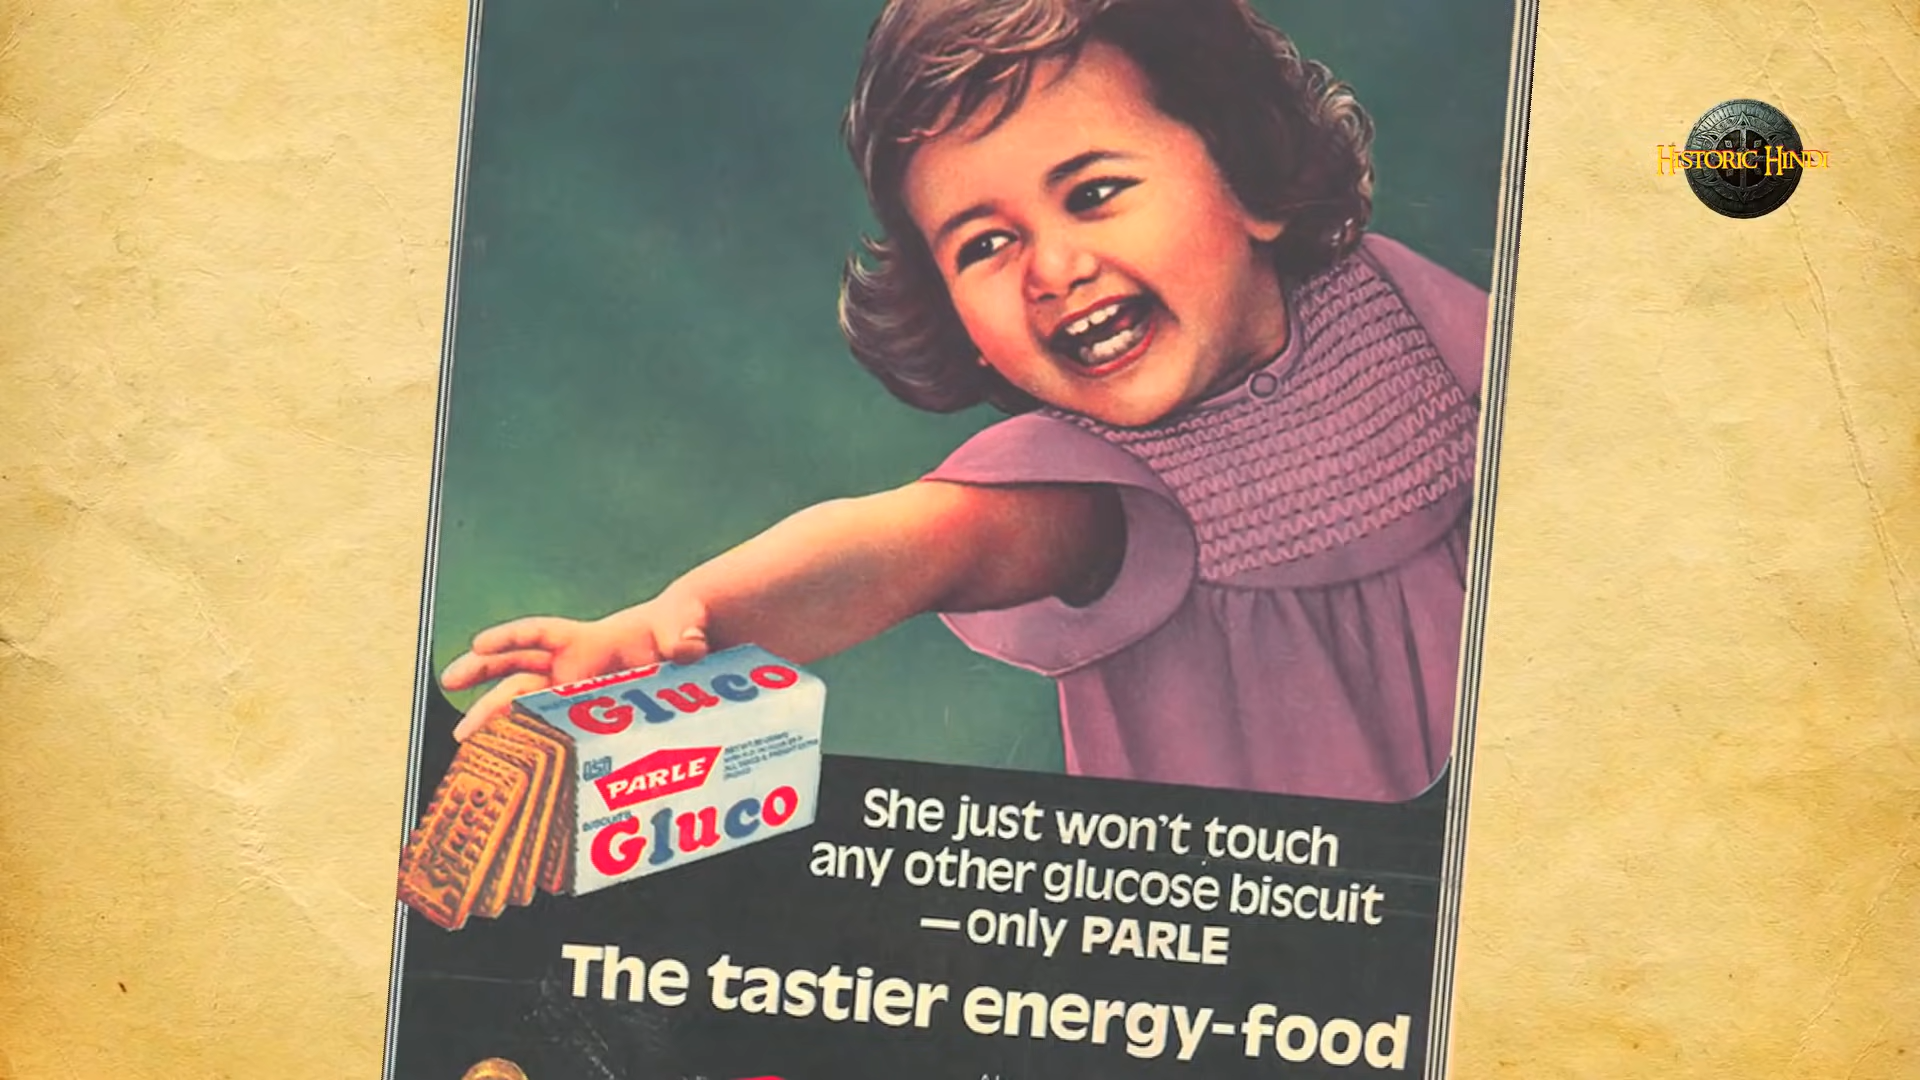 HISTORIC HINDI
Gluco
PARLE
Gluco
She just won't touch
any other glucose biscuit
—only PARLE
The tastier energy-food